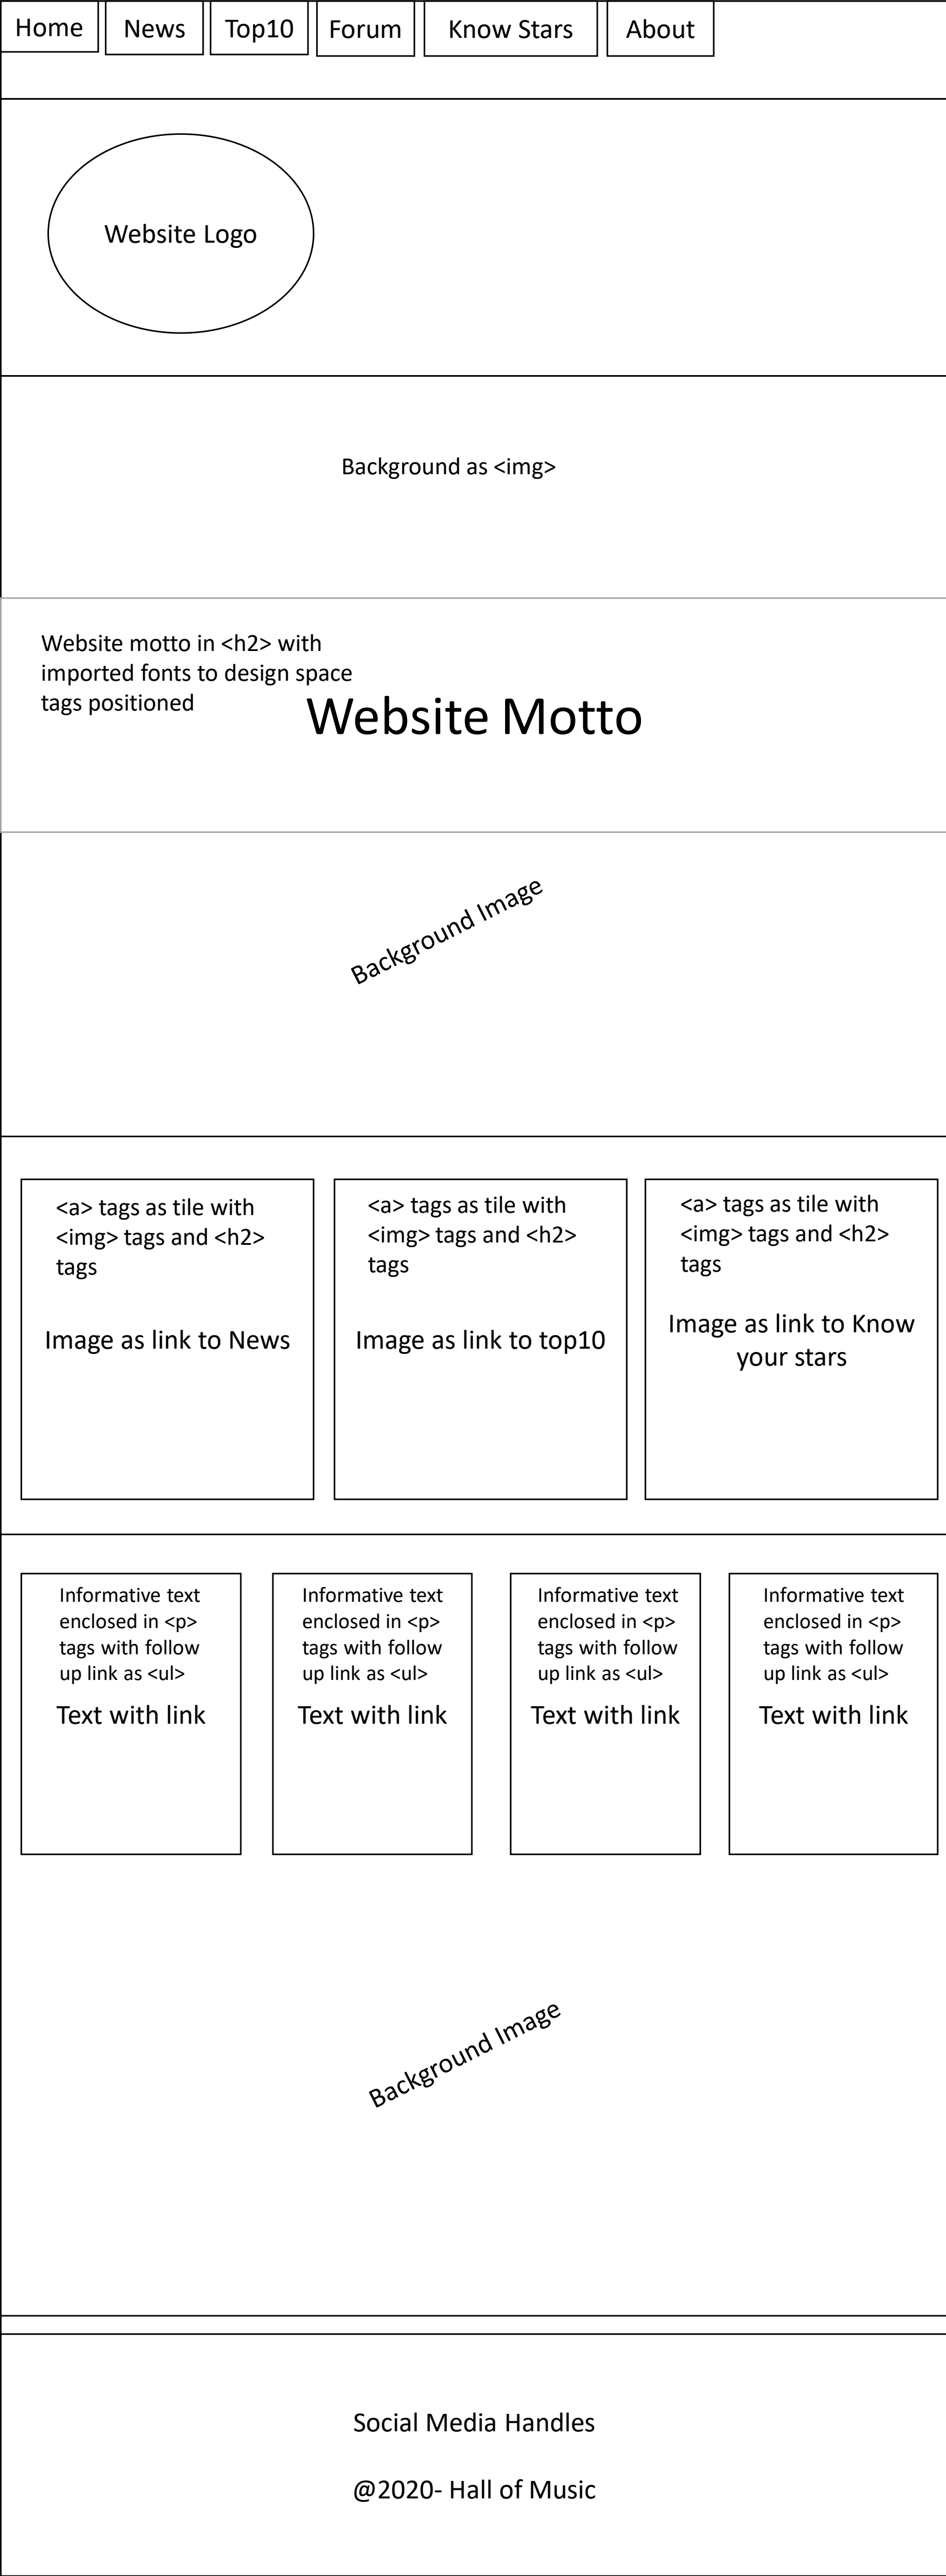 Home
News
Top10
Forum
Know Stars
About
Website Logo
Background as <img>
Website motto in <h2> with
imported fonts to design space
tags positioned
Website Motto
Background Image
<a> tags as tile with
<img> tags and <h2>
tags
Image as link to News
<a> tags as tile with
<img> tags and <h2>
tags
Image as link to top10
<a> tags as tile with
<img> tags and <h2>
tags
Image as link to Know
your stars
Informative text
enclosed in <p>
tags with follow
up link as <ul>
Text with link
Informative text
enclosed in <p>
tags with follow
up link as <ul>
Text with link
Informative text
enclosed in <p>
tags with follow
up link as <ul>
Text with link
Informative text
enclosed in <p>
tags with follow
up link as <ul>
Text with link
Background Image
Social Media Handles
@2020- Hall of Music